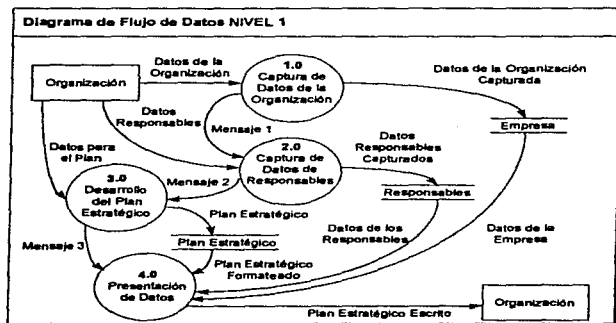 Diagrama de Flujo de Datos NIVEL 1
Organización
Datos de la
Organización
1.0
Captura de
Datos de la
Organización
Datos de la Organización
Capturada
Datos
Responsables
Mensaje 1
Empresa
Datos para
el Plan
2.0
Captura de
Datos de
Responsables
Datos
Responsables
Capturados
Mensaje 2
3.0
Desarrollo
del Plan
Estratégico
Responsables
Plan Estratégico
Plan Estratégico
Datos de los
Responsables
Datos de la
Empresa
Mensaje 3
Plan Estratégico
Formateado
4.0
Presentación
de Datos
Plan Estratégico Escrito
Organización